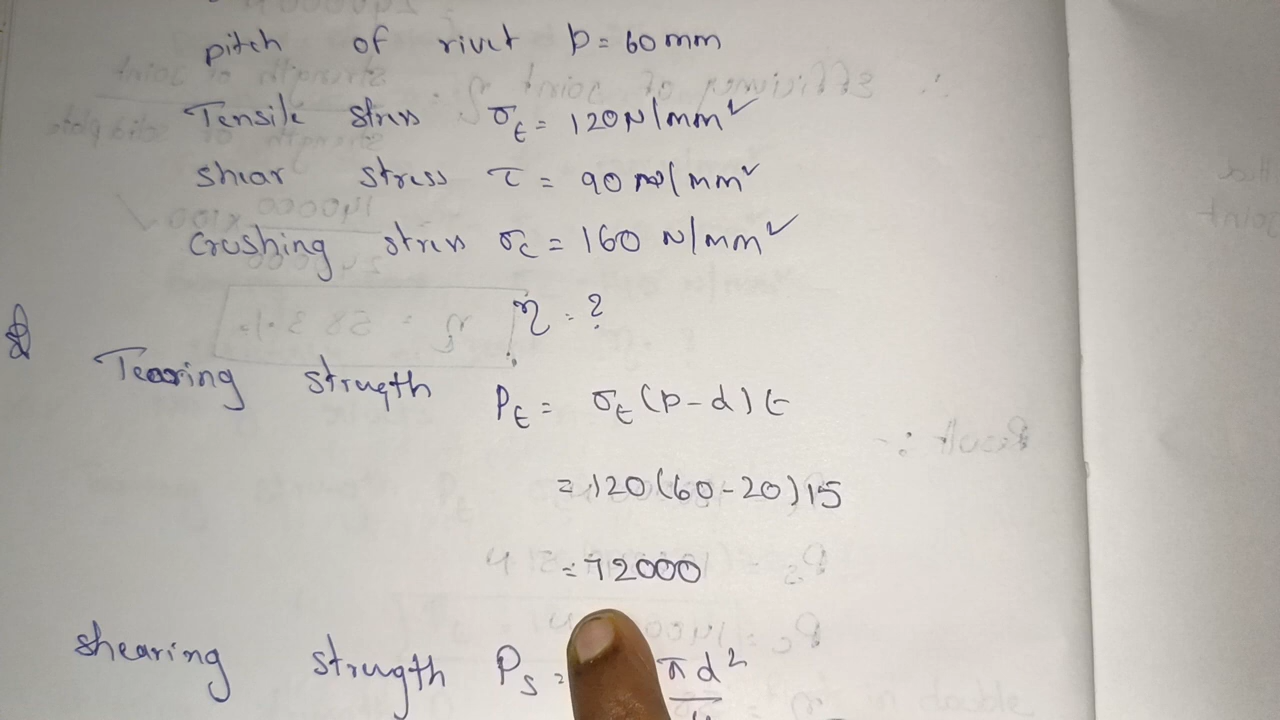 pitch of rivet p = 60 mm
Tensile stress σt = 120 N/mm²
shear stress τ = 90 N/mm²
Crushing stress σc = 160 N/mm²
η = ?
Tearing strength Pt = σt (p-d) t
= 120 (60-20) 15
= 72000
shearing strength Ps = πd²